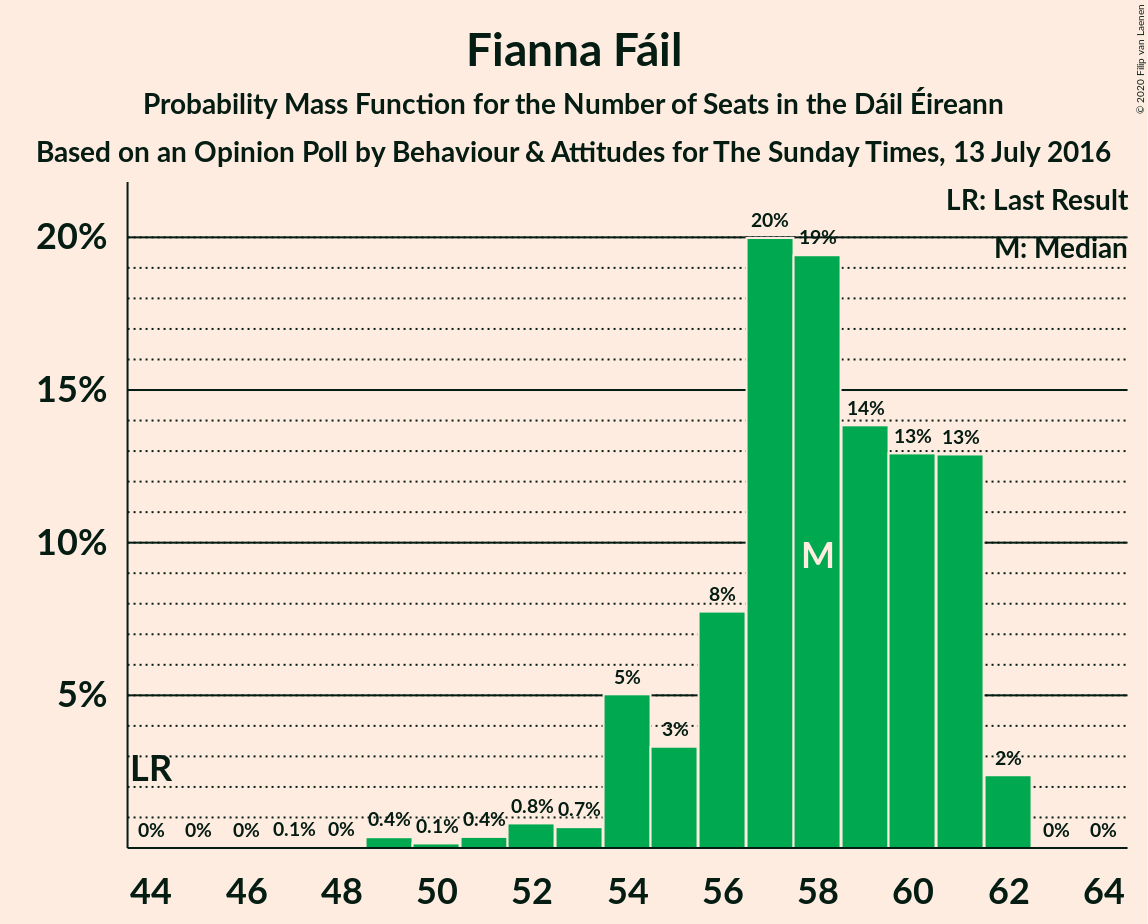 Fianna Fáil
Probability Mass Function for the Number of Seats in the Dáil Éireann
Based on an Opinion Poll by Behaviour & Attitudes for The Sunday Times, 13 July 2016
© 2020 Filip van Laenen
LR: Last Result
M: Median
20%
15%
10%
5%
LR
M
0% 0% 0% 0.1% 0% 0.4% 0.1% 0.4% 0.8% 0.7% 5% 3% 8% 20% 19% 14% 13% 13% 2% 0% 0%
44 46 48 50 52 54 56 58 60 62 64